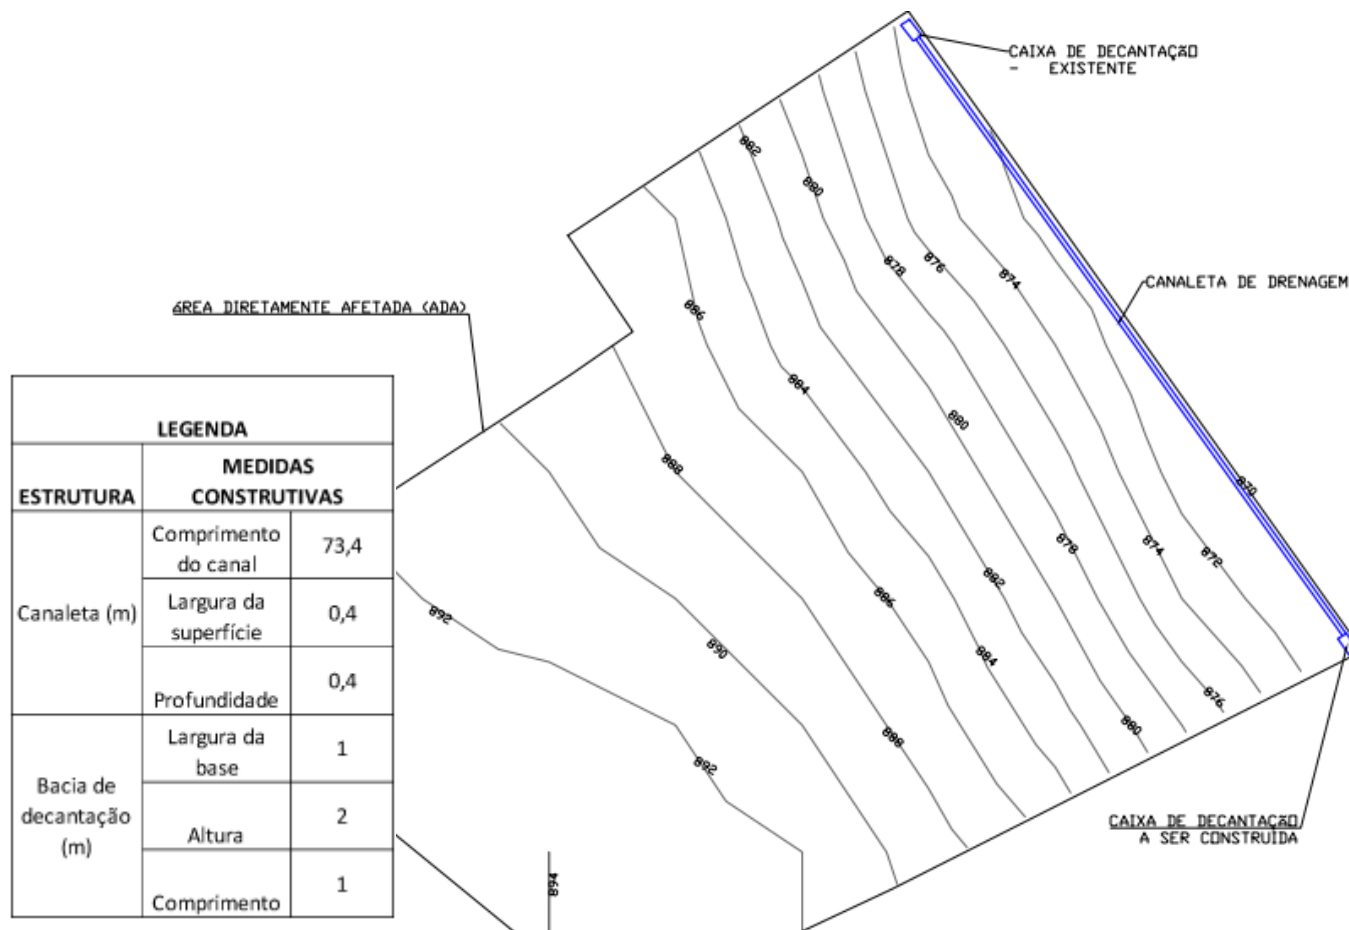 CAIXA DE DECANTAÇÃO
- EXISTENTE
882
880
878
876
874
CANALETA DE DRENAGEM
886
ÁREA DIRETAMENTE AFETADA (ADA)
884
880
888
870
878
874
872
882
886
892
890
884
876
880
888
892
894
CAIXA DE DECANTAÇÃO
A SER CONSTRUÍDA
LEGENDA
ESTRUTURA
MEDIDAS
CONSTRUTIVAS
Canaleta (m)
Comprimento
do canal
73,4
Largura da
superfície
0,4
Profundidade
0,4
Bacia de
decantação
(m)
Largura da
base
1
Altura
2
Comprimento
1